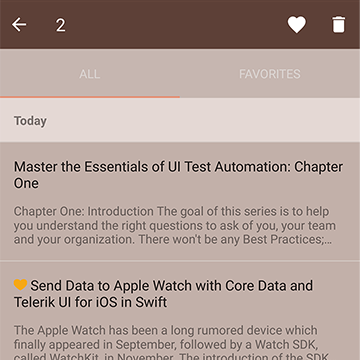 2
ALL FAVORITES
Today
Master the Essentials of UI Test Automation: Chapter
One
Chapter One: Introduction The goal of this series is to help
you understand the right questions to ask of you, your team
and your organization. There won't be any Best Practices;...
Send Data to Apple Watch with Core Data and
Telerik UI for iOS in Swift
The Apple Watch has been a long rumored device which
finally appeared in September, followed by a Watch SDK,
called WatchKit, in November. The introduction of the SDK